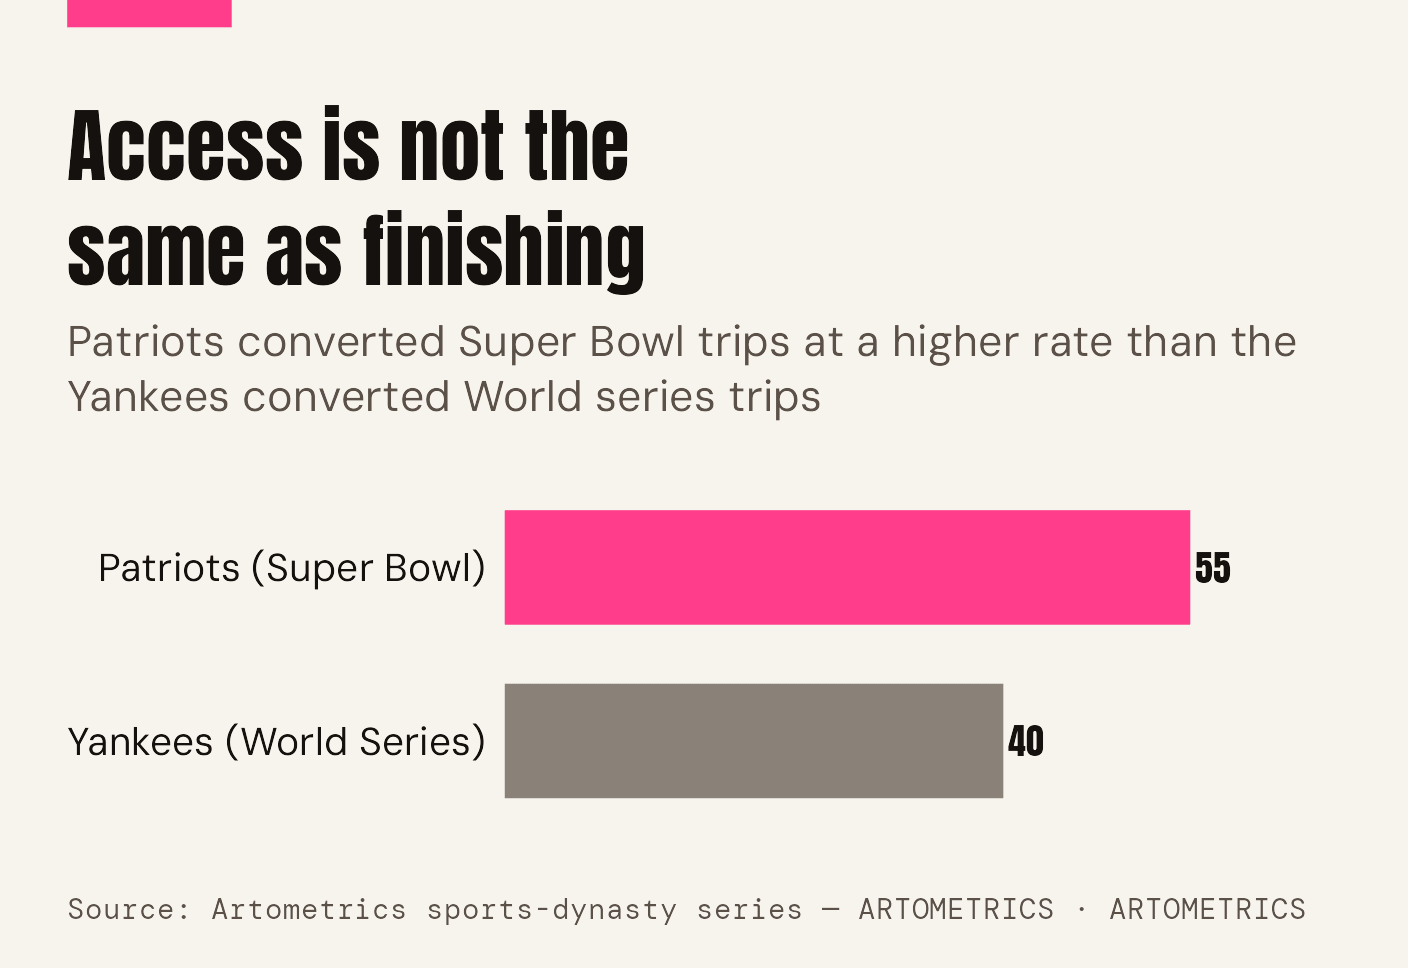 Access is not the
same as finishing
Patriots converted Super Bowl trips at a higher rate than the
Yankees converted World series trips
Patriots (Super Bowl) 55
Yankees (World Series) 40
Source: Artometrics sports-dynasty series — ARTOMETRICS · ARTOMETRICS